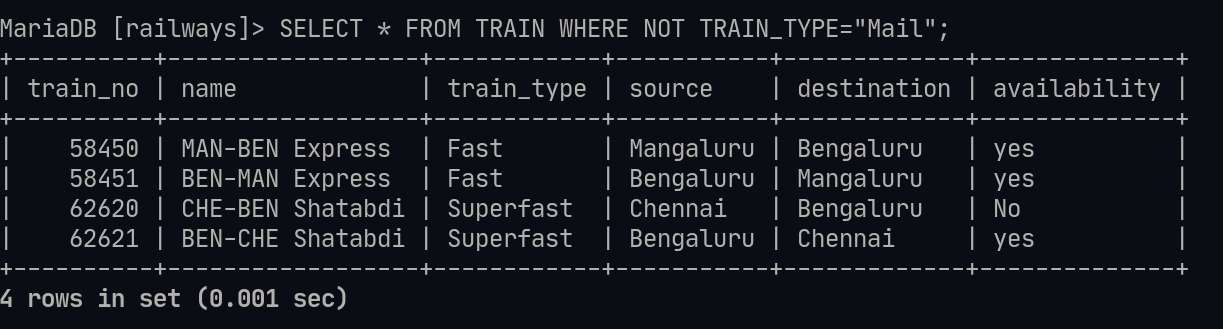 MariaDB [railways]> SELECT * FROM TRAIN WHERE NOT TRAIN_TYPE="Mail";
+----------+------------------+------------+-----------+-------------+--------------+
| train_no | name             | train_type | source    | destination | availability |
+----------+------------------+------------+-----------+-------------+--------------+
|    58450 | MAN-BEN Express  | Fast       | Mangaluru | Bengaluru   | yes          |
|    58451 | BEN-MAN Express  | Fast       | Bengaluru | Mangaluru   | yes          |
|    62620 | CHE-BEN Shatabdi | Superfast  | Chennai   | Bengaluru   | No           |
|    62621 | BEN-CHE Shatabdi | Superfast  | Bengaluru | Chennai     | yes          |
+----------+------------------+------------+-----------+-------------+--------------+
4 rows in set (0.001 sec)